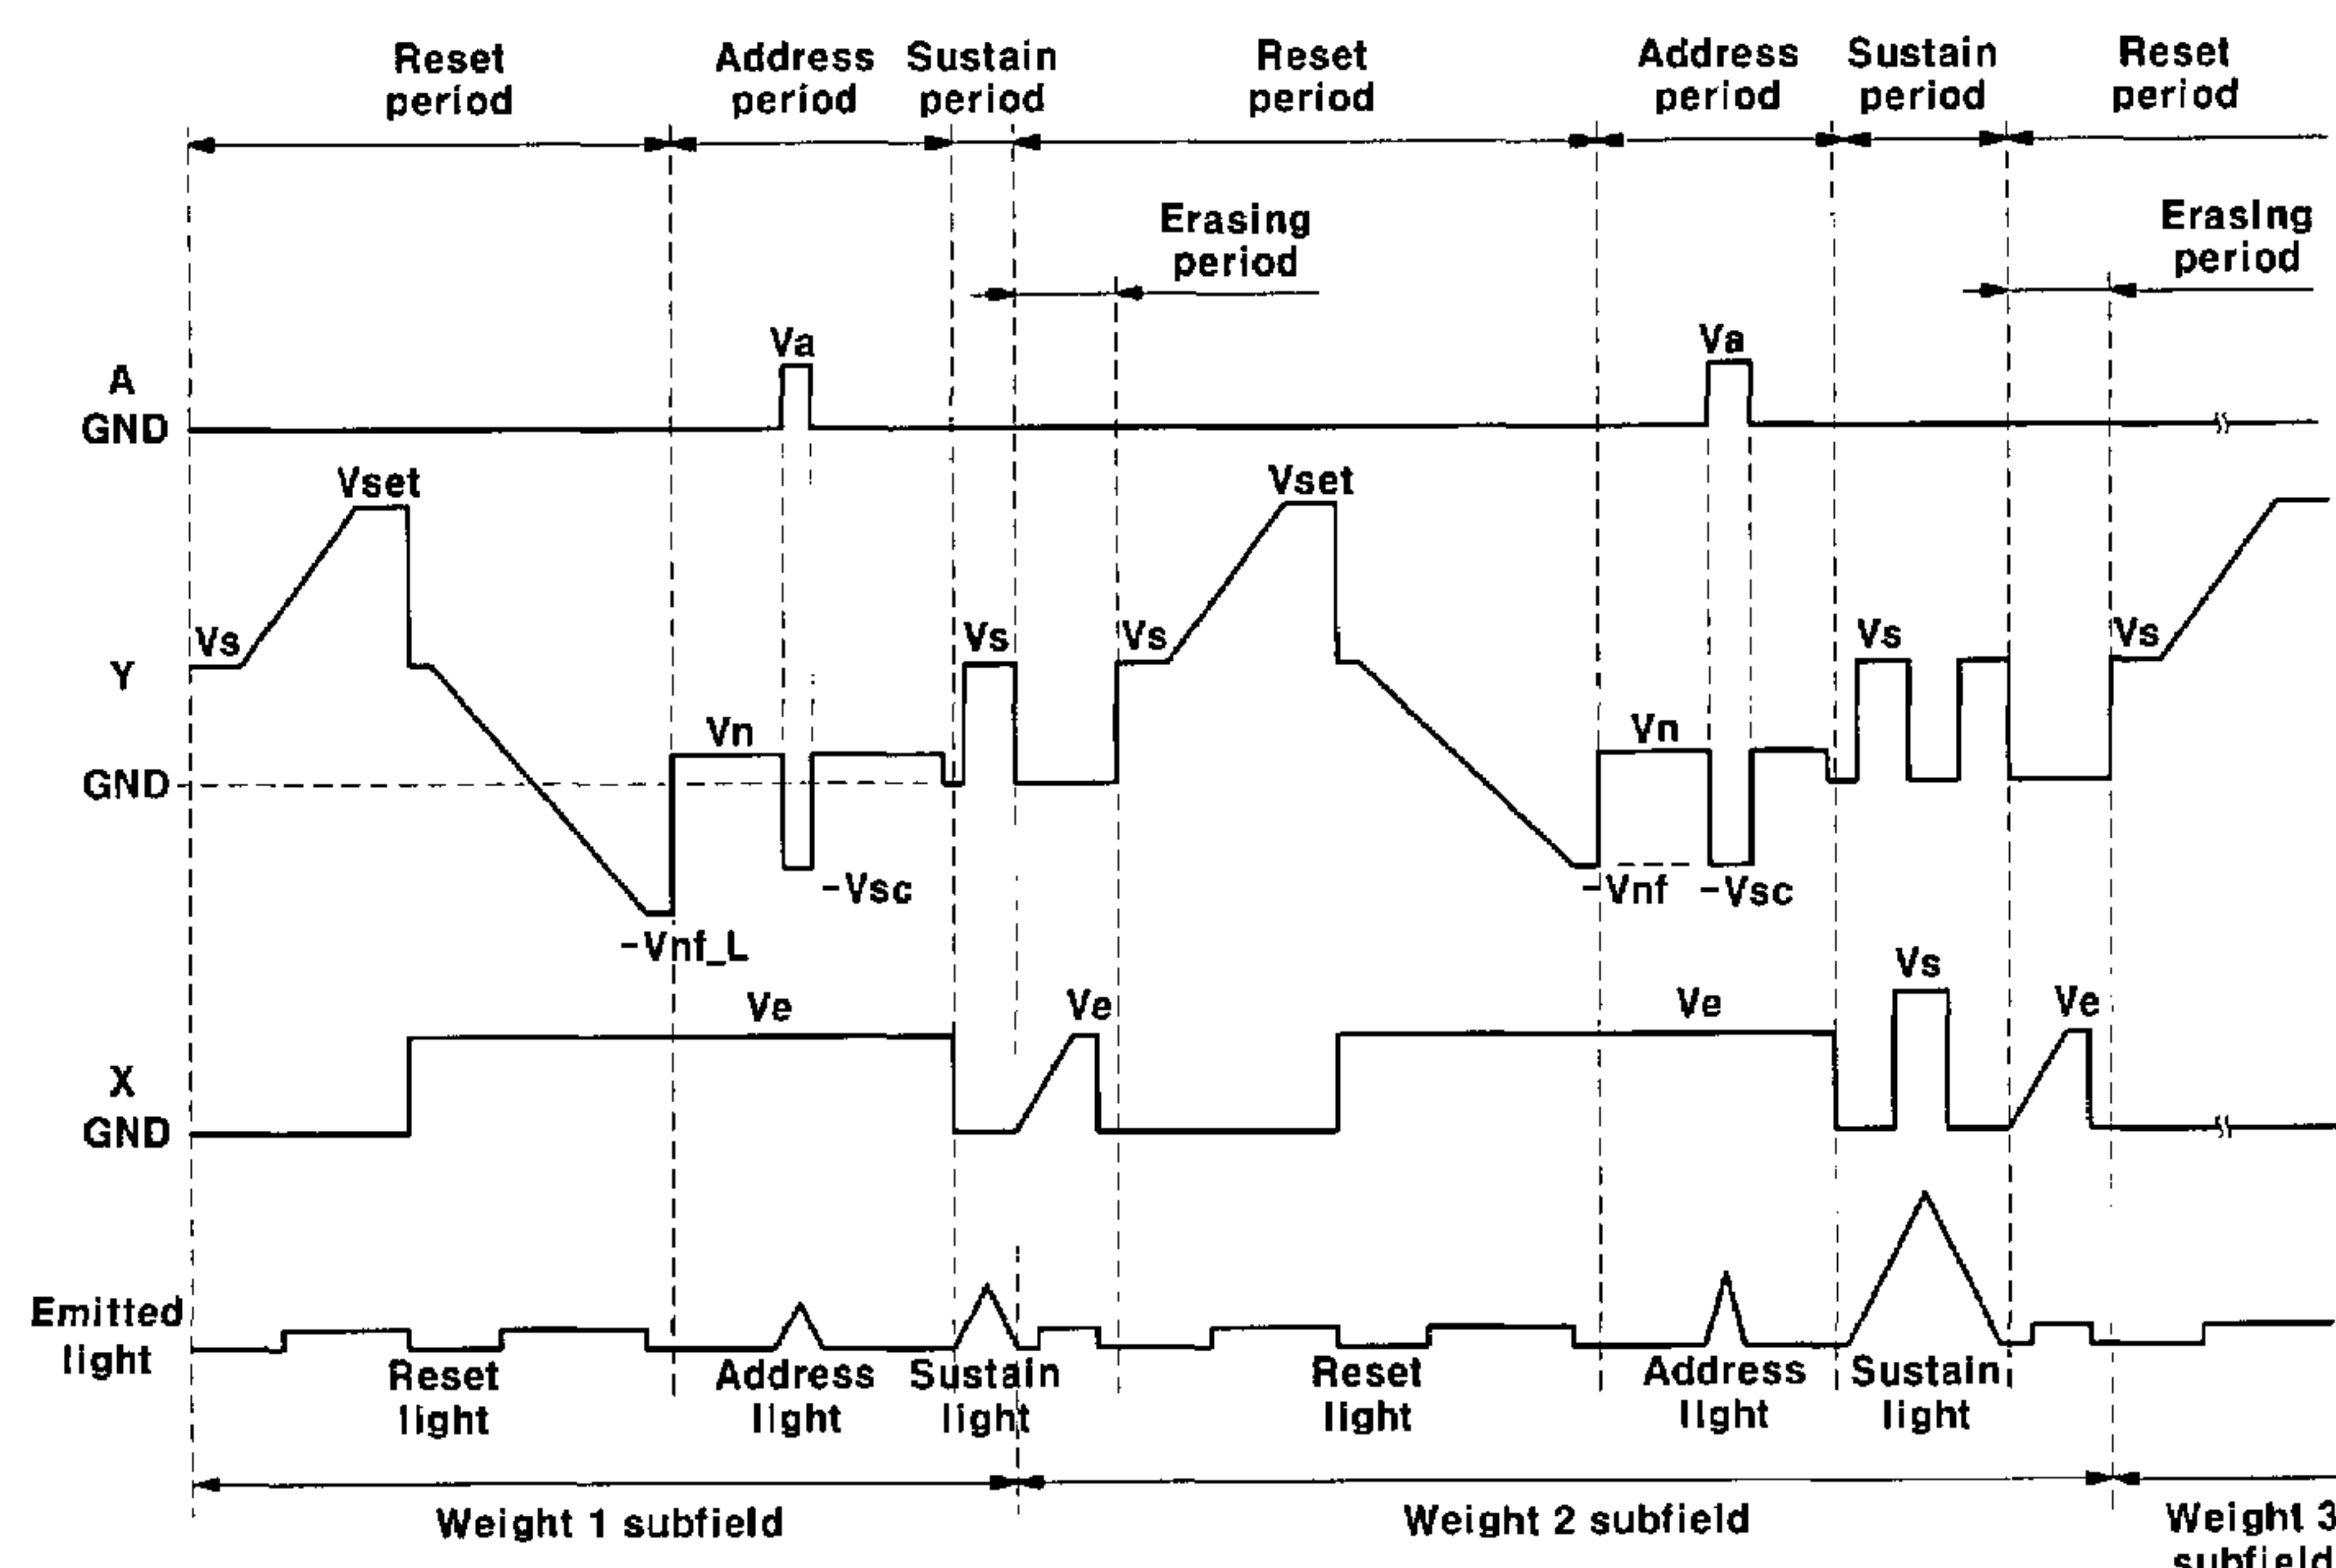 Reset period
Address period
Sustain period
Reset period
Address period
Sustain period
Reset period
Erasing period
Erasing period
A
GND
Va
Va
Vset
Vset
Vs
Y
GND
Vn
-Vnf_L
-Vsc
Vs
Vs
Vn
-Vnf
-Vsc
Vs
Vs
X
GND
Ve
Ve
Ve
Vs
Ve
Emitted light
Reset light
Address light
Sustain light
Reset light
Address light
Sustain light
Weight 1 subfield
Weight 2 subfield
Weight 3 subfield